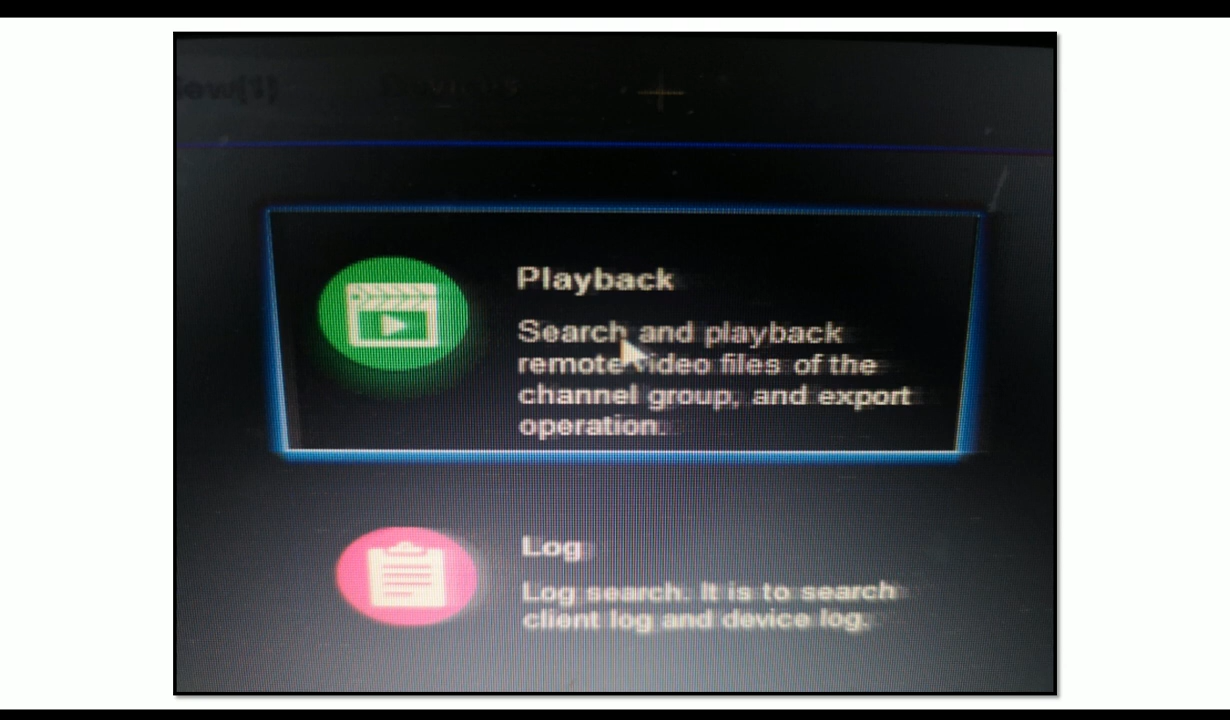 Playback
Search and playback
remote video files of the
channel group, and export
operation.
Log
Log search. It is to search
client log and device log.